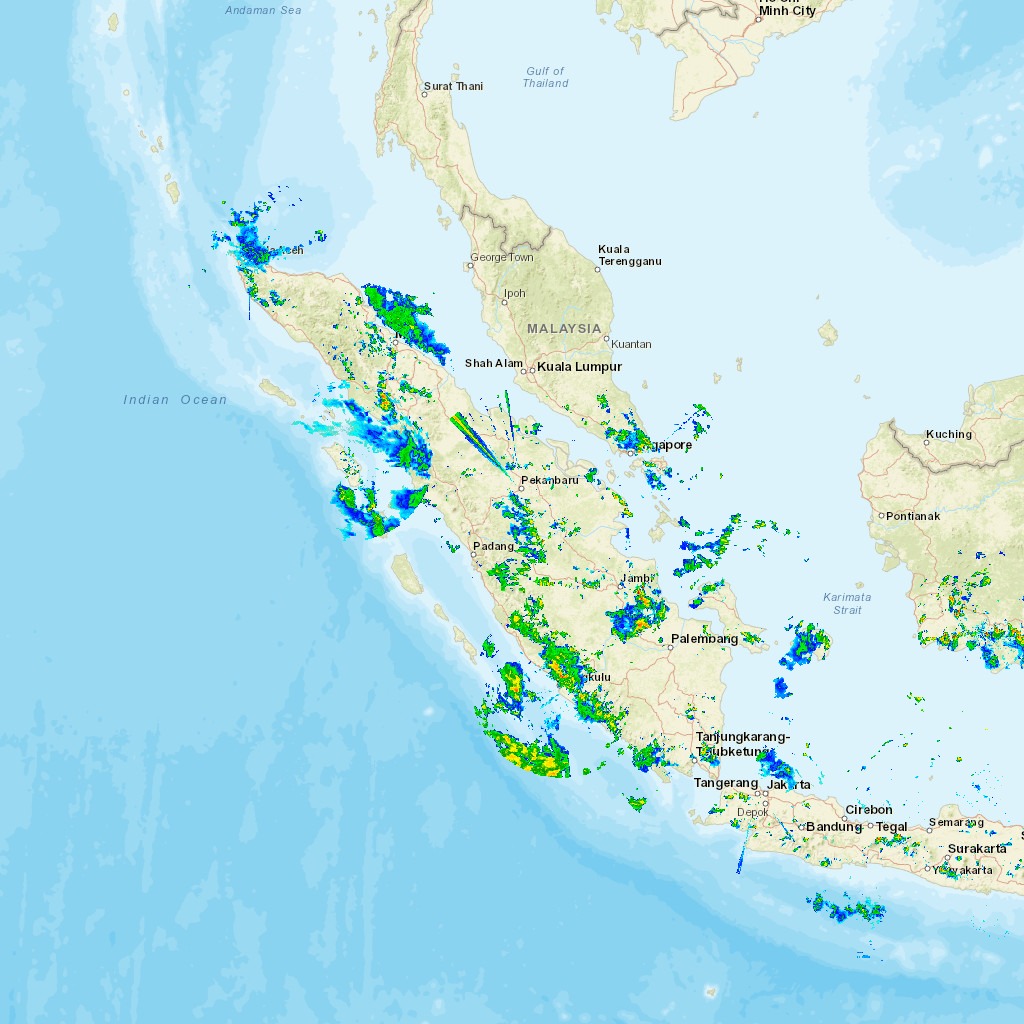 Andaman Sea
Minh City
Gulf of
Thailand
Surat Thani
George Town
Kuala
Terengganu
Ipoh
MALAYSIA
Kuantan
Shah Alam
Kuala Lumpur
Indian Ocean
Kuching
Pekanbaru
Pontianak
Padang
Jambi
Karimata
Strait
Palembang
Tanjungkarang-
Tangerang
Jakarta
Depok
Cirebon
Bandung
Tegal
Semarang
Surakarta
Yogyakarta